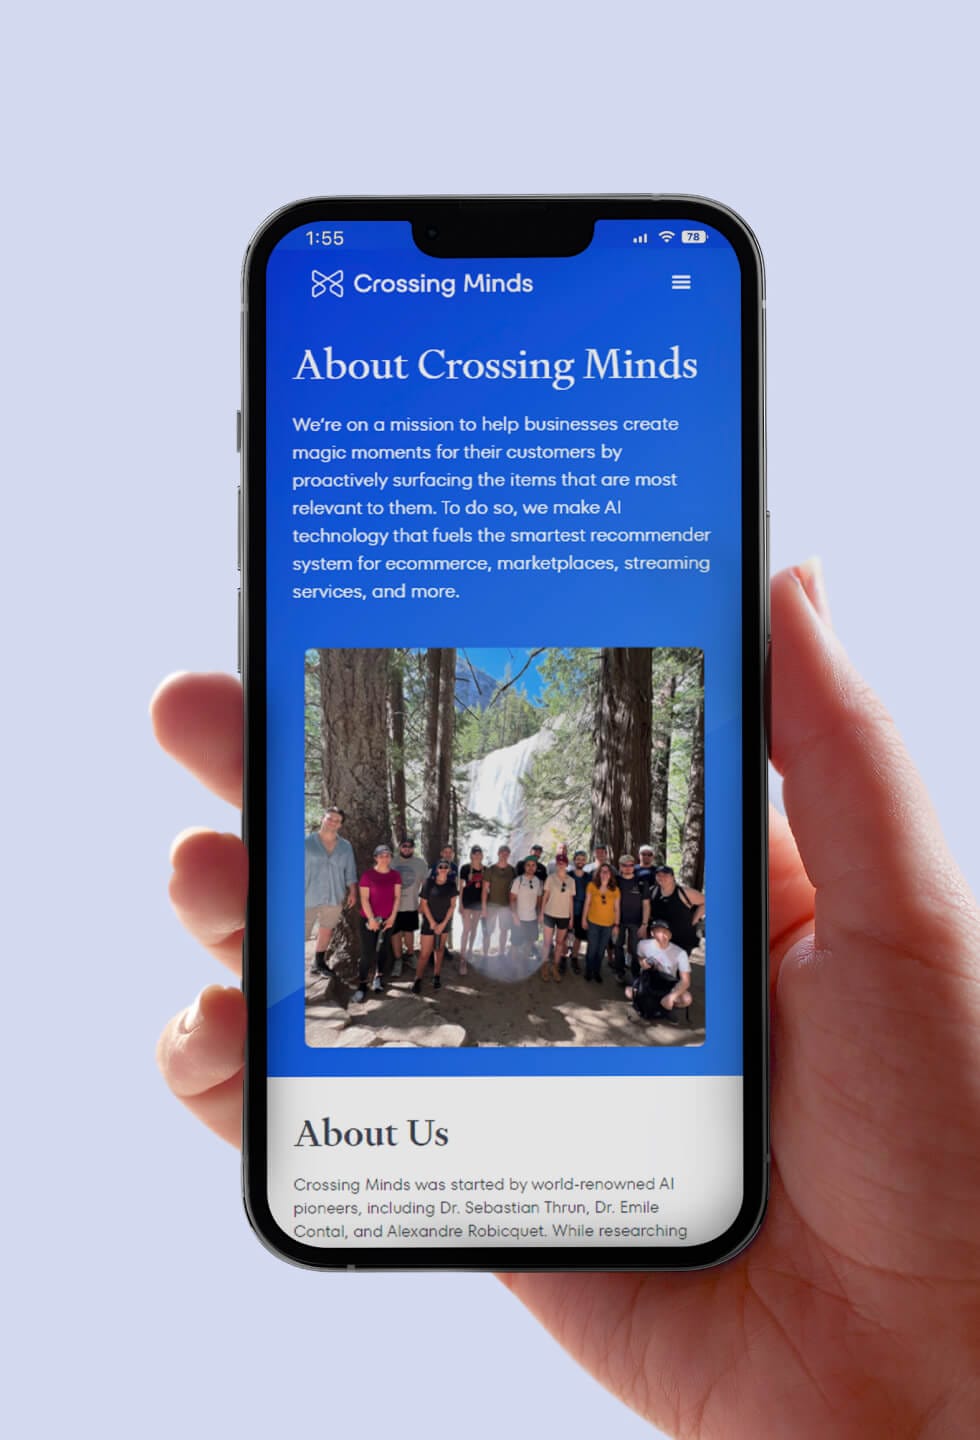 1:55
78
Crossing Minds
About Crossing Minds
We're on a mission to help businesses create
magic moments for their customers by
proactively surfacing the items that are most
relevant to them. To do so, we make AI
technology that fuels the smartest recommender
system for ecommerce, marketplaces, streaming
services, and more.
About Us
Crossing Minds was started by world-renowned AI
pioneers, including Dr. Sebastian Thrun, Dr. Emile
Contal, and Alexandre Robicquet. While researching